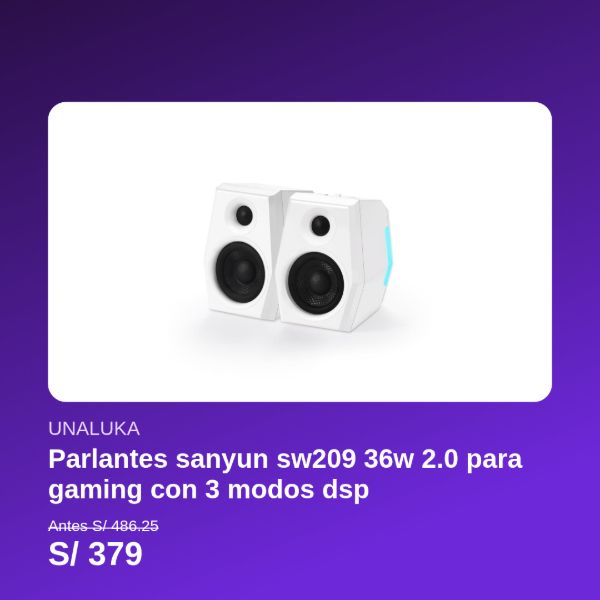 UNALUKA
Parlantes sanyun sw209 36w 2.0 para
gaming con 3 modos dsp
Antes S/ 486.25
S/ 379